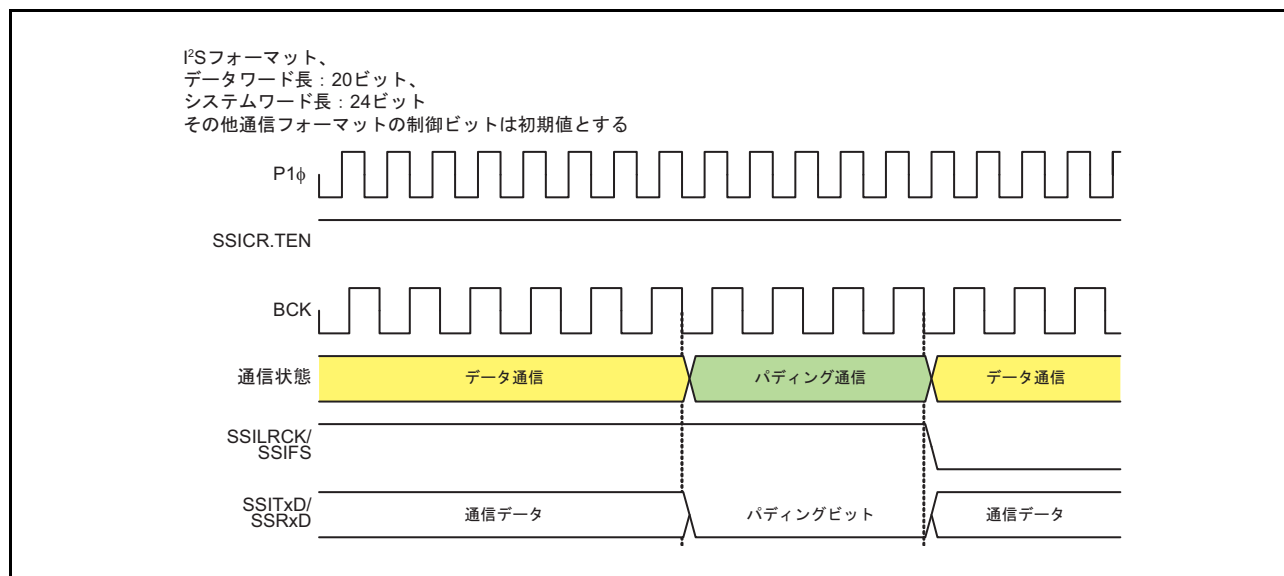 I²Sフォーマット、
データワード長：20ビット、
システムワード長：24ビット
その他通信フォーマットの制御ビットは初期値とする
P1φ
SSICR.TEN
BCK
通信状態
データ通信
パディング通信
データ通信
SSILRCK/
SSIFS
SSITxD/
SSRxD
通信データ
パディングビット
通信データ